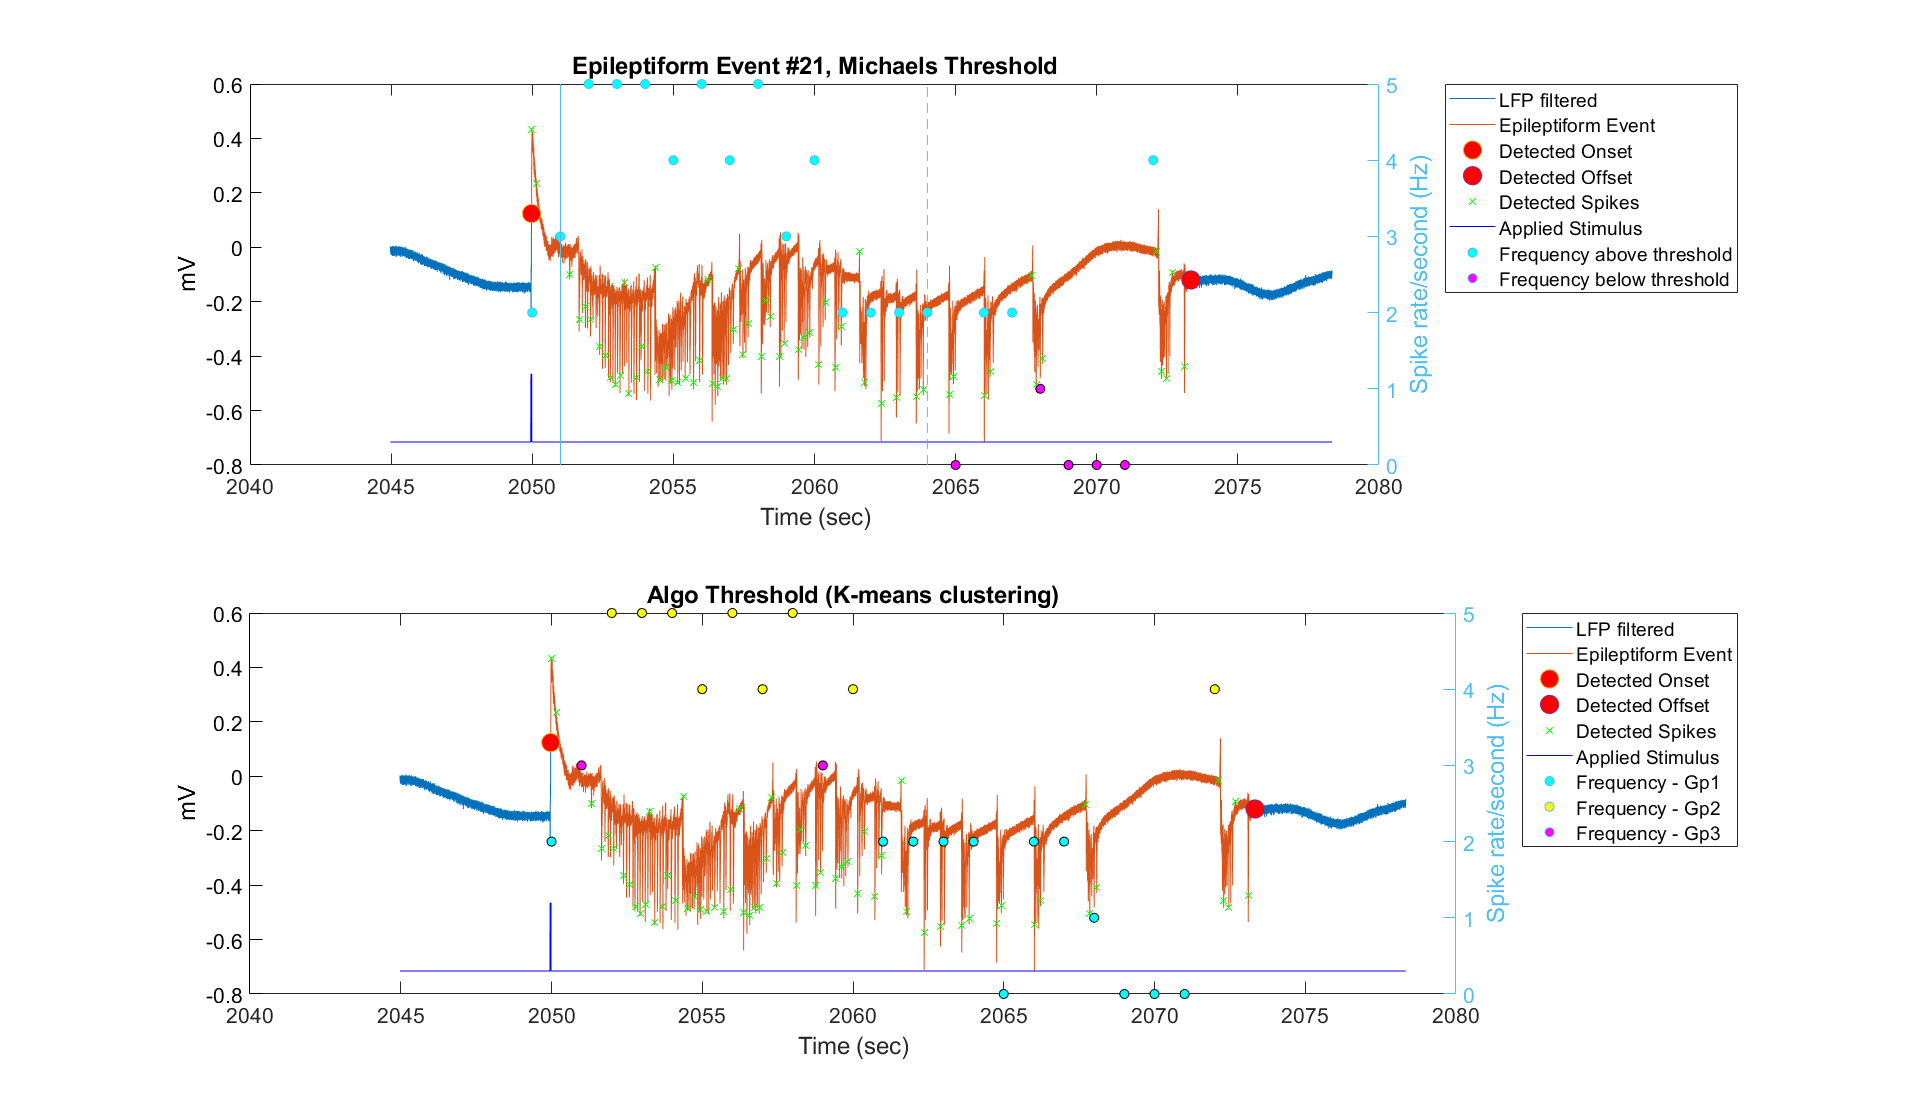 Epileptiform Event #21, Michaels Threshold
0.6
0.4
0.2
0
-0.2
-0.4
-0.6
-0.8
mV
2040 2045 2050 2055 2060 2065 2070 2075 2080
Time (sec)
5
4
3
2
1
0
Spike rate/second (Hz)
LFP filtered
Epileptiform Event
Detected Onset
Detected Offset
Detected Spikes
Applied Stimulus
Frequency above threshold
Frequency below threshold
Algo Threshold (K-means clustering)
0.6
0.4
0.2
0
-0.2
-0.4
-0.6
-0.8
mV
2040 2045 2050 2055 2060 2065 2070 2075 2080
Time (sec)
5
4
3
2
1
0
Spike rate/second (Hz)
LFP filtered
Epileptiform Event
Detected Onset
Detected Offset
Detected Spikes
Applied Stimulus
Frequency - Gp1
Frequency - Gp2
Frequency - Gp3